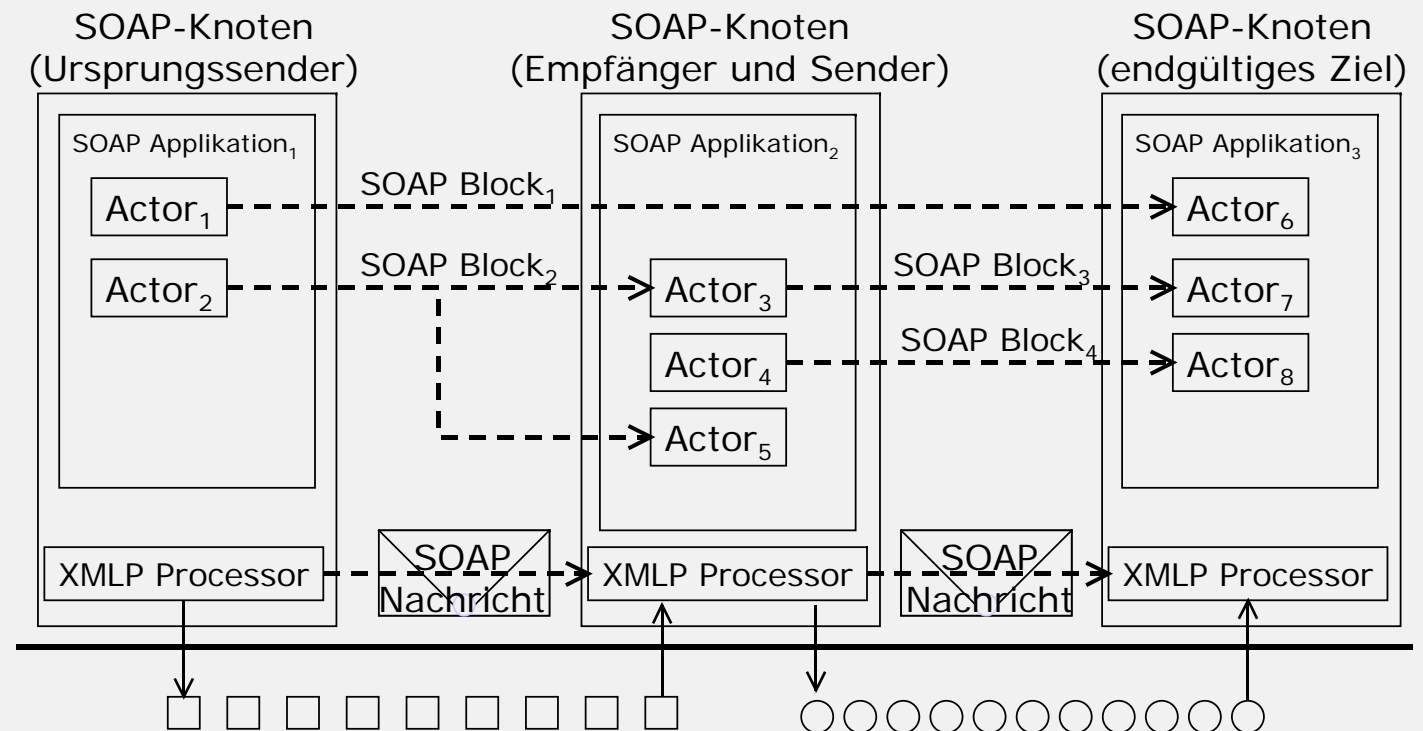 SOAP-Knoten
(Ursprungssender)
SOAP-Knoten
(Empfänger und Sender)
SOAP-Knoten
(endgültiges Ziel)
SOAP Applikation₁
SOAP Applikation₂
SOAP Applikation₃
Actor₁
SOAP Block₁
Actor₆
Actor₂
SOAP Block₂
Actor₃
SOAP Block₃
Actor₇
Actor₄
SOAP Block₄
Actor₈
Actor₅
XMLP Processor
SOAP
Nachricht
XMLP Processor
SOAP
Nachricht
XMLP Processor